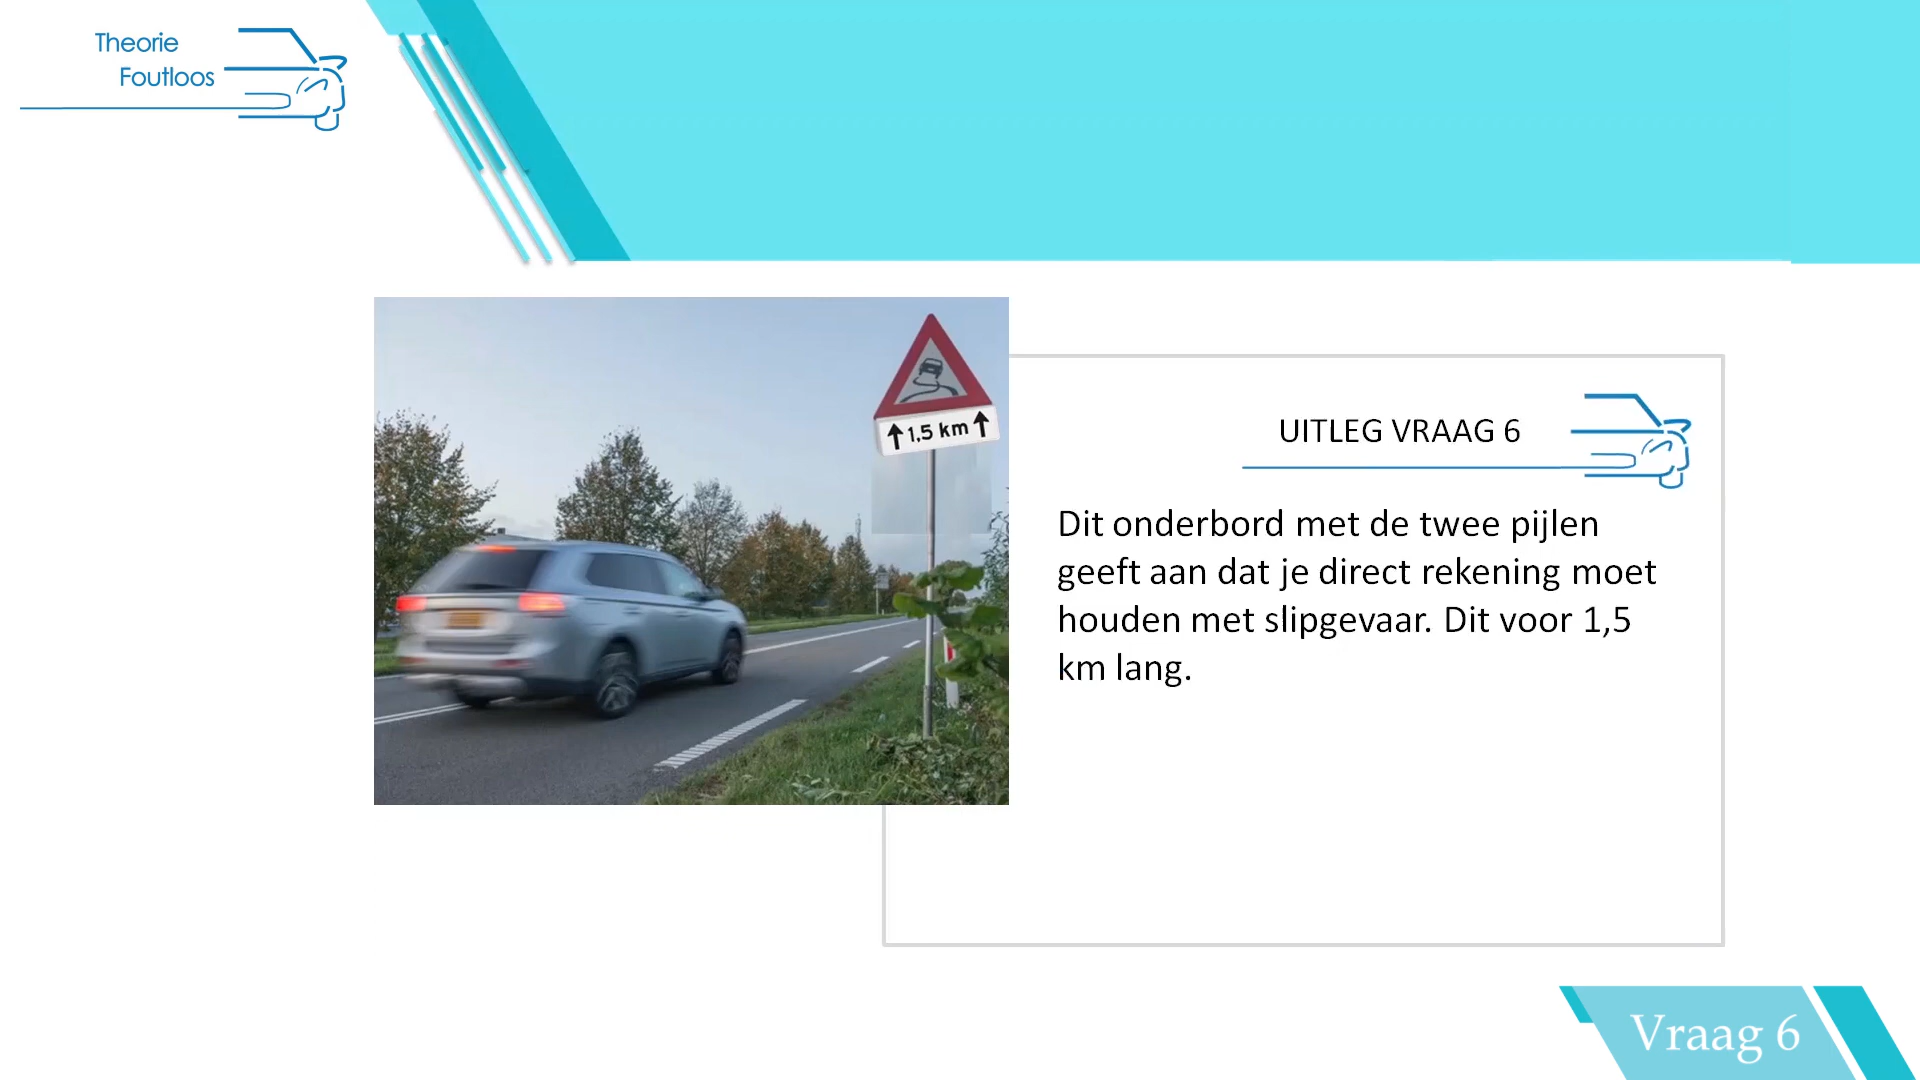 Theorie
Foutloos
1,5 km
UITLEG VRAAG 6
Dit onderbord met de twee pijlen
geeft aan dat je direct rekening moet
houden met slipgevaar. Dit voor 1,5
km lang.
Vraag 6